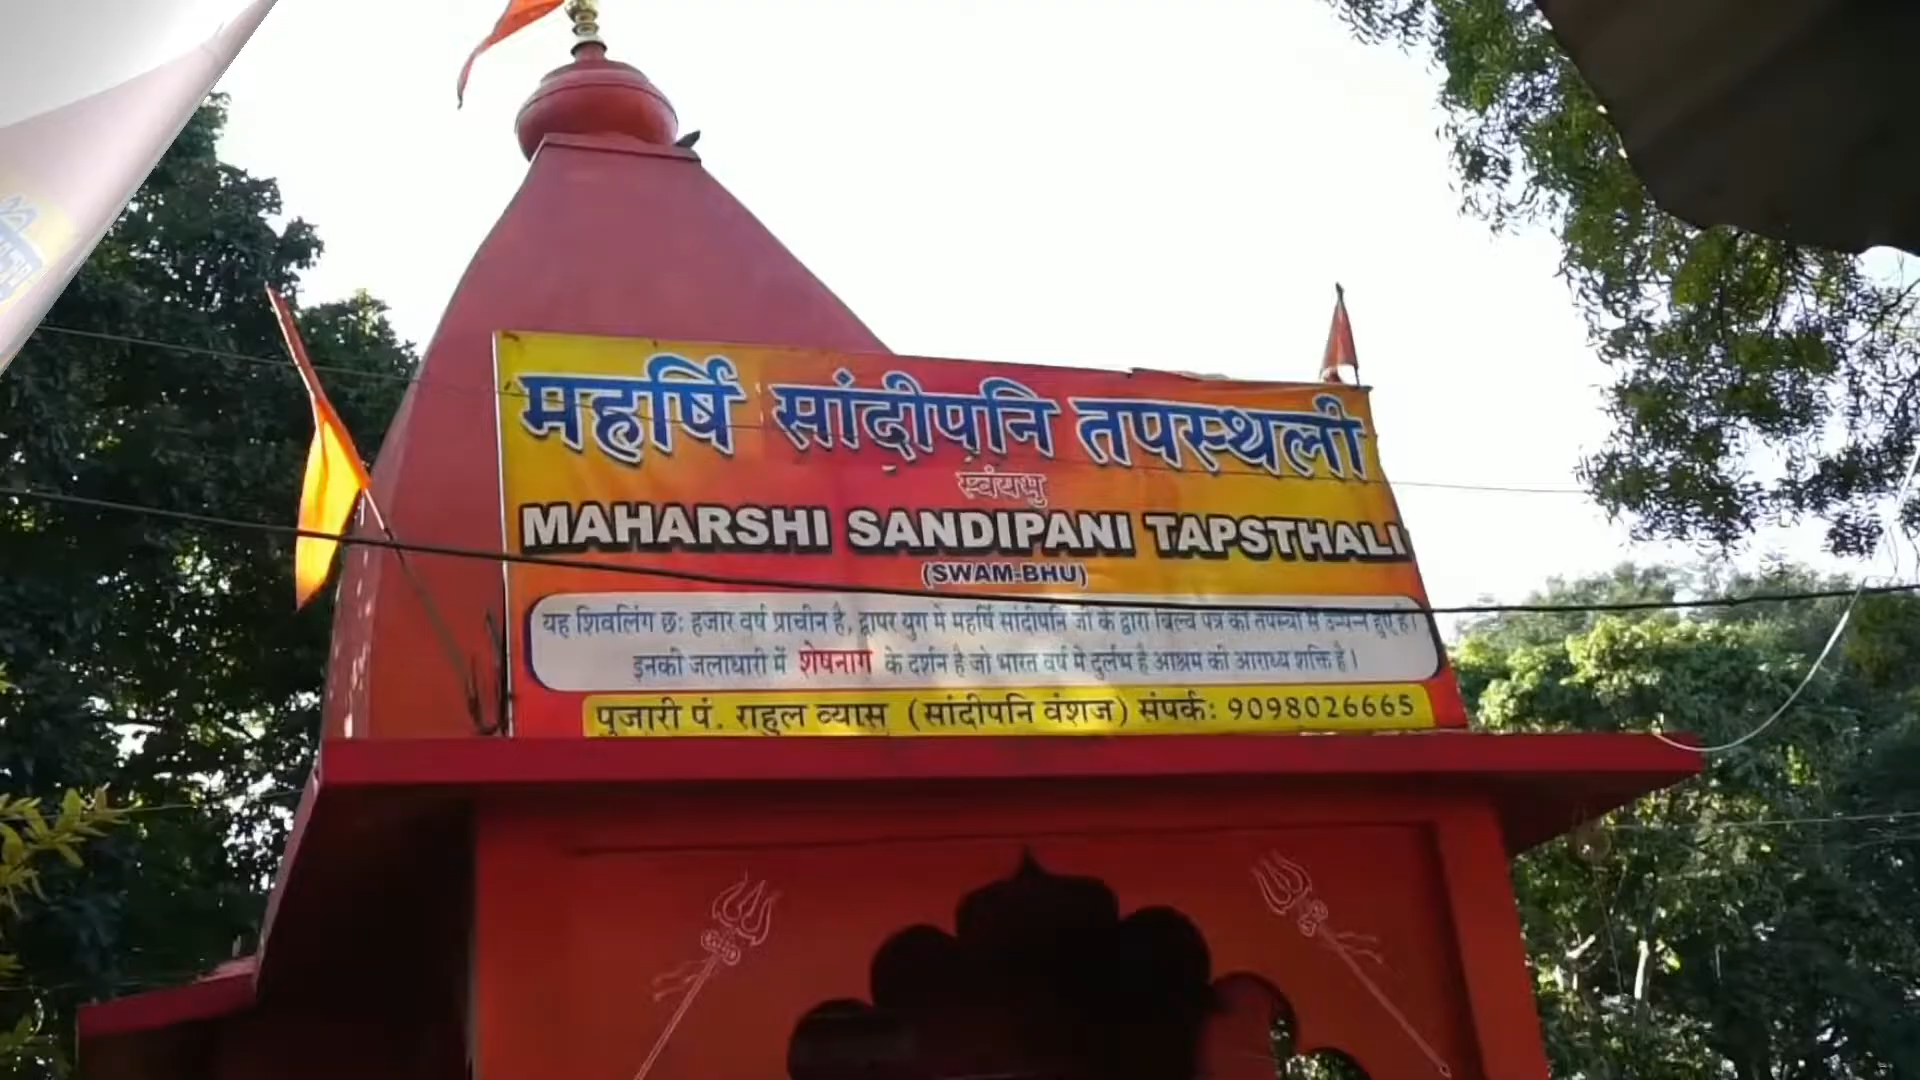 महर्षि सांदीपनि तपस्थली
स्वंयभु
MAHARSHI SANDIPANI TAPSTHALI
(SWAM-BHU)
यह शिवलिंग छः हजार वर्ष प्राचीन है, द्वापर युग में महर्षि सांदीपनि जी के द्वारा बिल्व पत्र की तपस्या से उत्पन्न हुए है।
इनकी जलाधारी में शेषनाग के दर्शन है जो भारत वर्ष में दुर्लभ है आश्रम की आराध्य शक्ति है।
पुजारी पं. राहुल व्यास (सांदीपनि वंशज) संपर्क: 9098026665